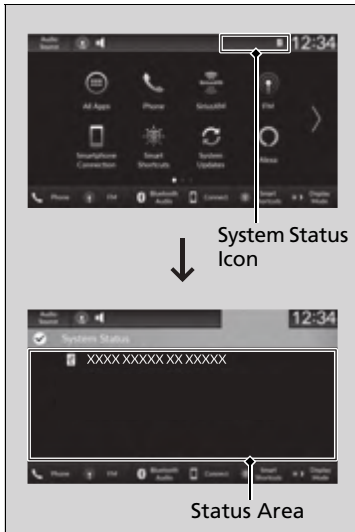 Audio
Source
12:34
All Apps
Phone
SiriusXM
FM
Smartphone
Connection
Smart
Shortcuts
System
Updates
Alexa
Phone
FM
Bluetooth
Audio
Connect
Smart
Shortcuts
Display
Mode
System Status
Icon
Audio
Source
12:34
System Status
XXXX XXXXX XX XXXXX
Phone
FM
Bluetooth
Audio
Connect
Smart
Shortcuts
Display
Mode
Status Area